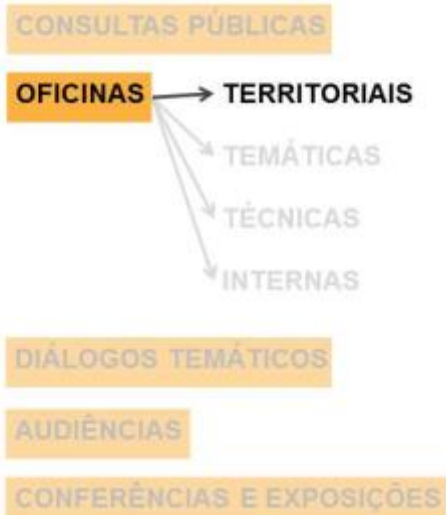 CONSULTAS PÚBLICAS
OFICINAS TERRITORIAIS
TEMÁTICAS
TÉCNICAS
INTERNAS
DIÁLOGOS TEMÁTICOS
AUDIÊNCIAS
CONFERÊNCIAS E EXPOSIÇÕES